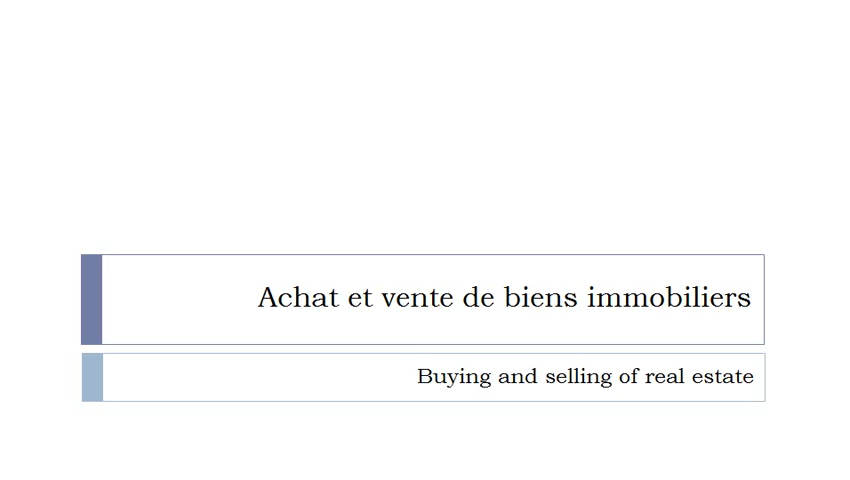 Achat et vente de biens immobiliers
Buying and selling of real estate